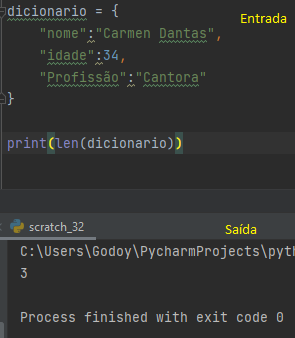 dicionario = {
Entrada
"nome":"Carmen Dantas",
"idade":34,
"Profissão":"Cantora"
}
print(len(dicionario))
scratch_32
Saída
C:\Users\Godoy\PycharmProjects\pyth
3
Process finished with exit code 0